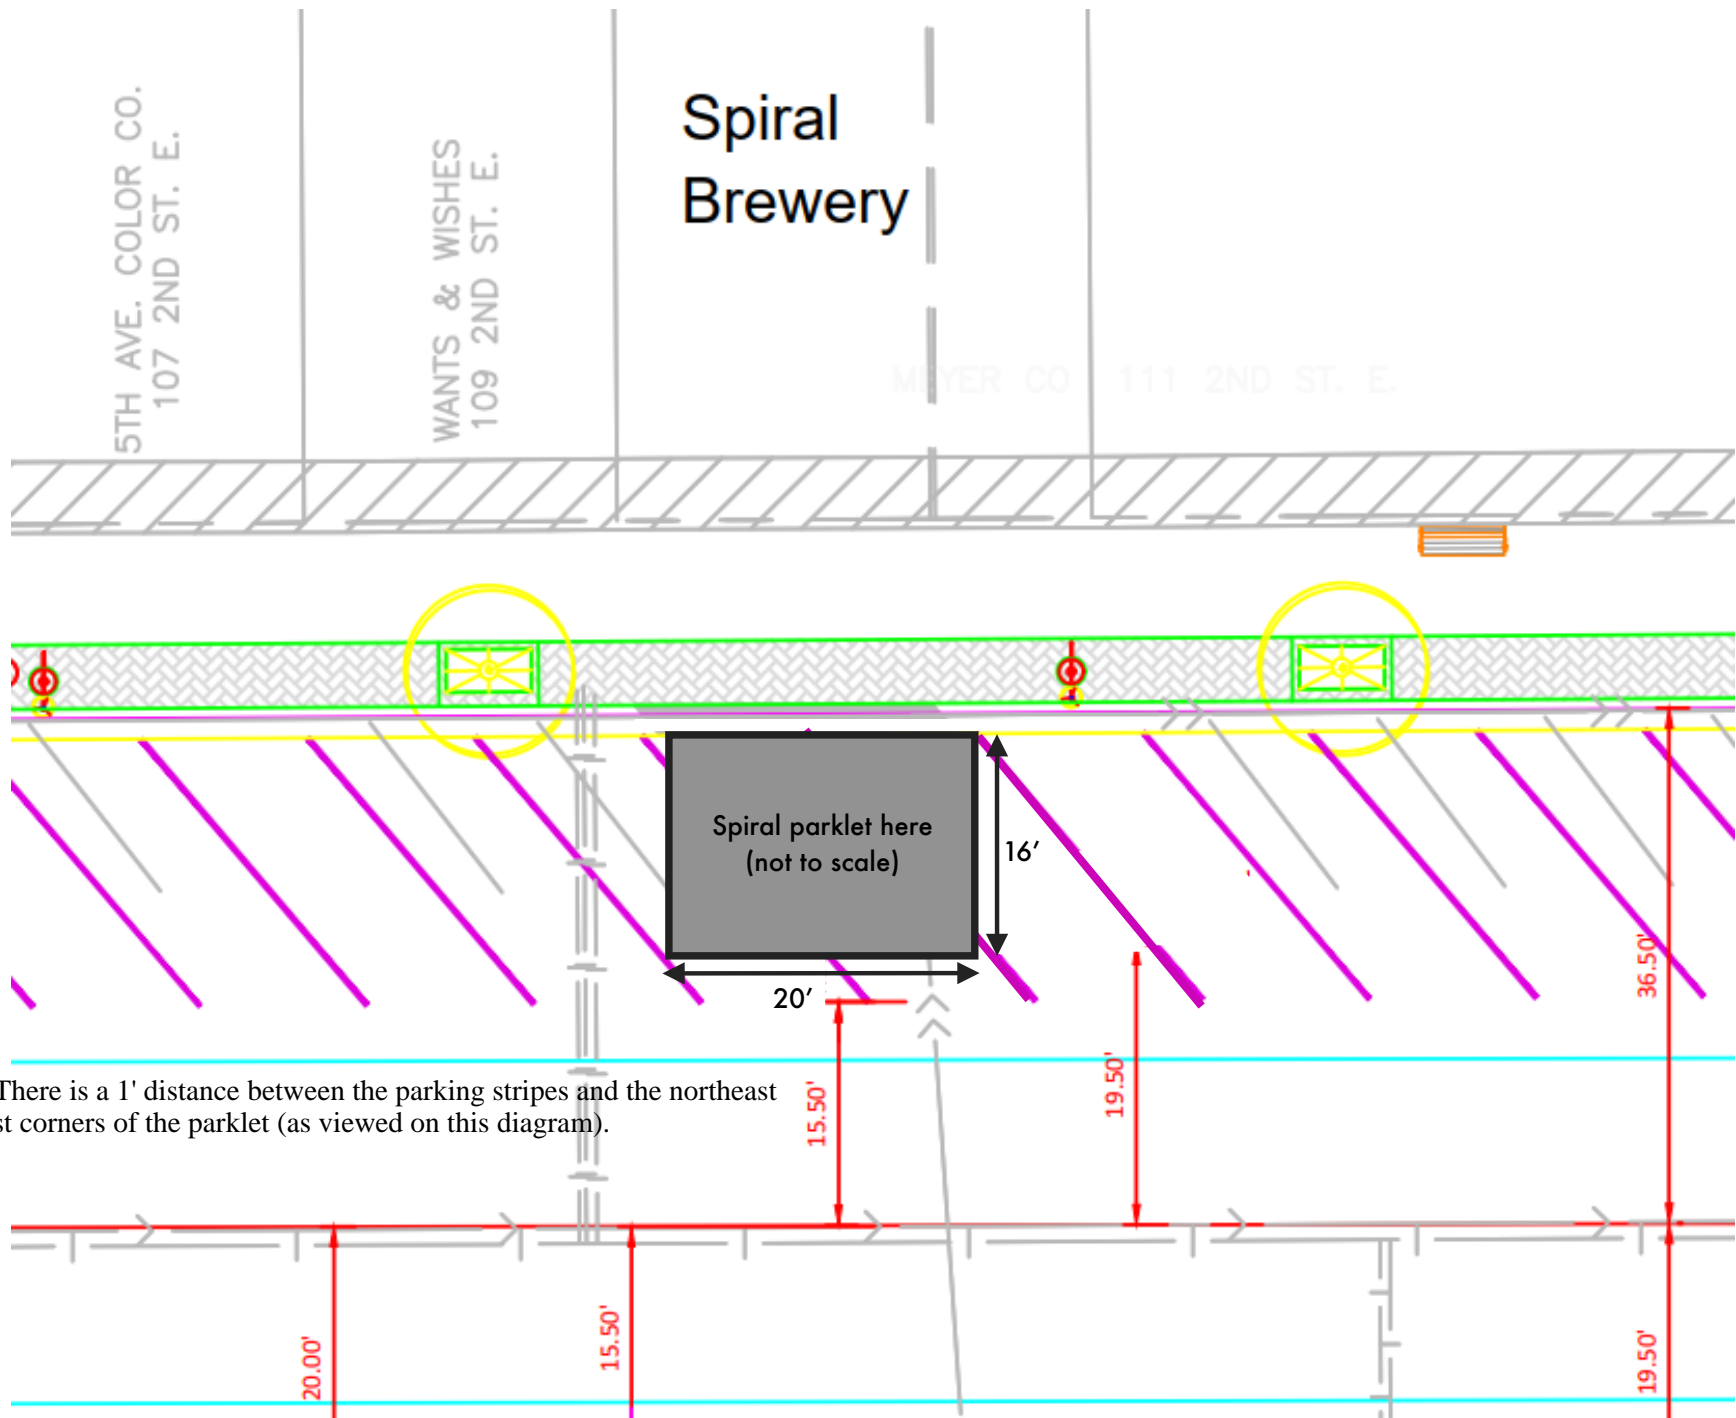 5TH AVE. COLOR CO.
107 2ND ST. E.
WANTS & WISHES
109 2ND ST. E.
Spiral
Brewery
MEYER CO 111 2ND ST. E.
Spiral parklet here
(not to scale)
16'
20'
36.50'
There is a 1' distance between the parking stripes and the northeast
st corners of the parklet (as viewed on this diagram).
15.50'
19.50'
20.00'
15.50'
19.50'